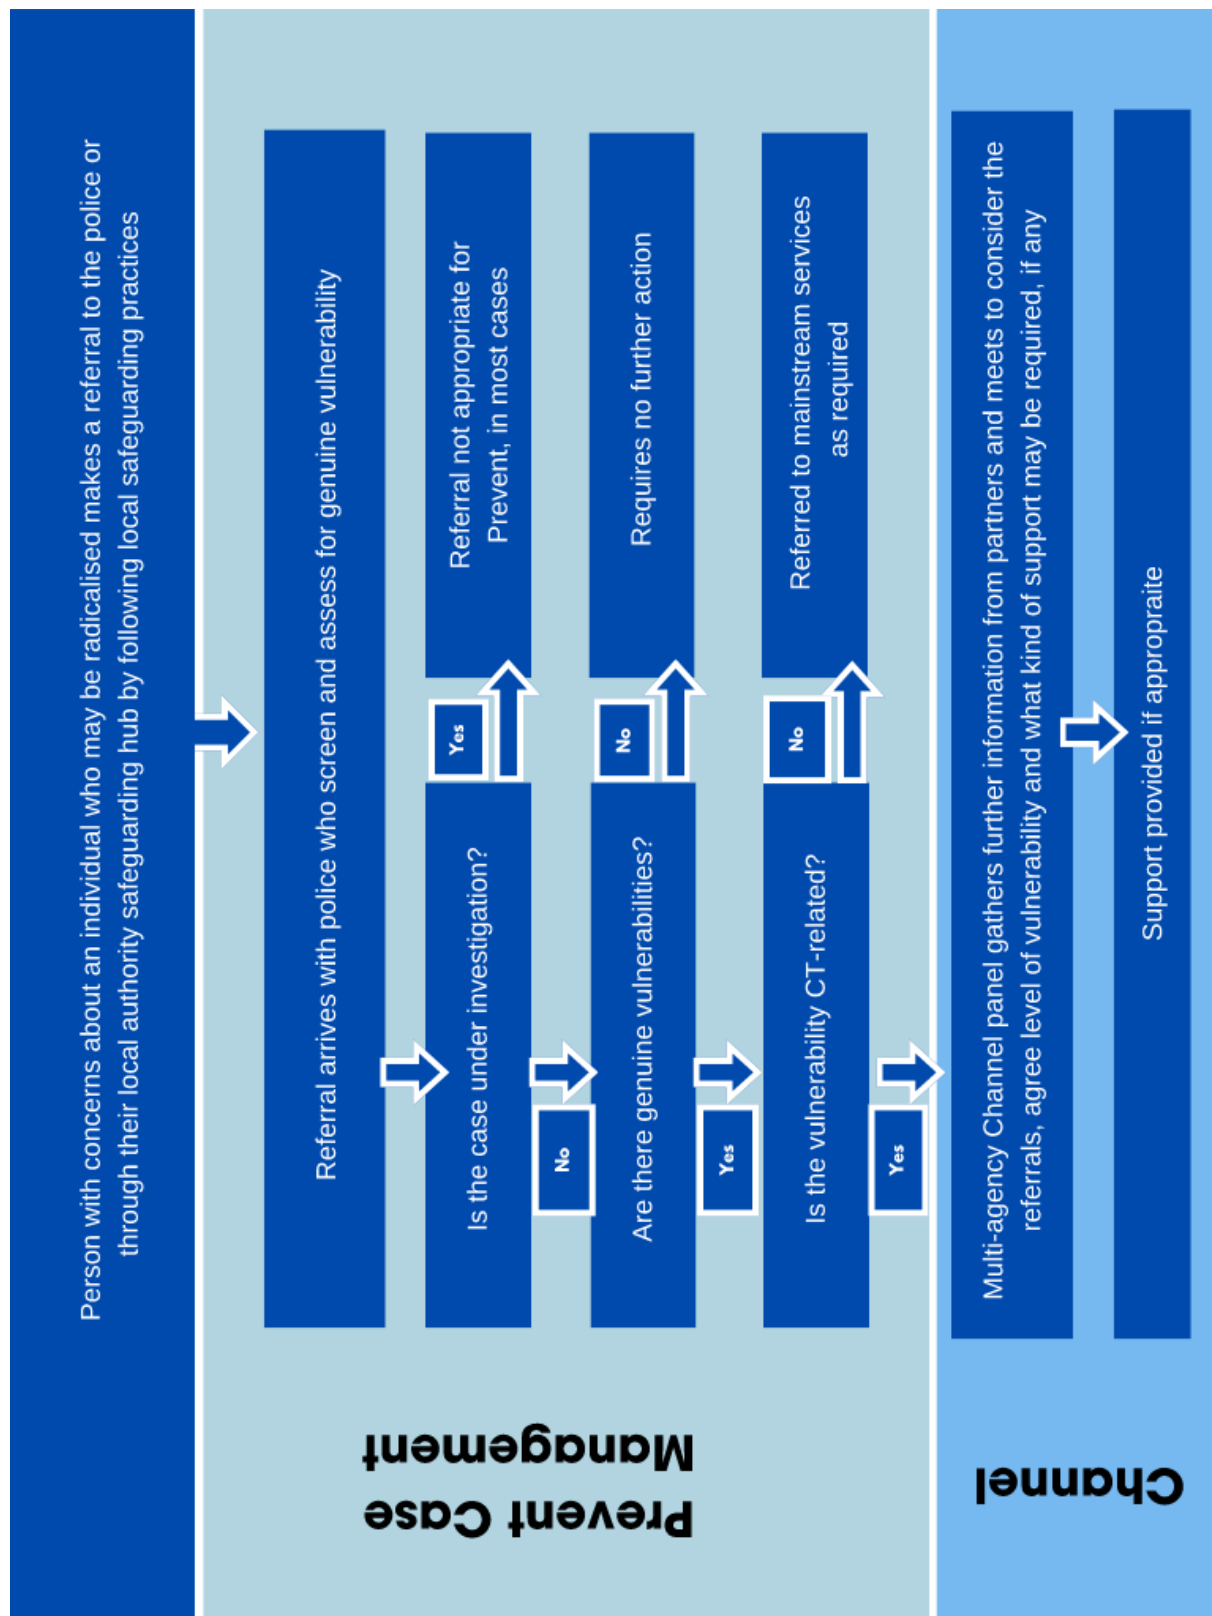 Person with concerns about an individual who may be radicalised makes a referral to the police or
through their local authority safeguarding hub by following local safeguarding practices
Prevent Case
Management
Referral arrives with police who screen and assess for genuine vulnerability
Is the case under investigation?
Yes
Referral not appropriate for
Prevent, in most cases
No
Are there genuine vulnerabilities?
No
Requires no further action
Yes
Is the vulnerability CT-related?
No
Referred to mainstream services
as required
Yes
Channel
Multi-agency Channel panel gathers further information from partners and meets to consider the
referrals, agree level of vulnerability and what kind of support may be required, if any
Support provided if appropraite